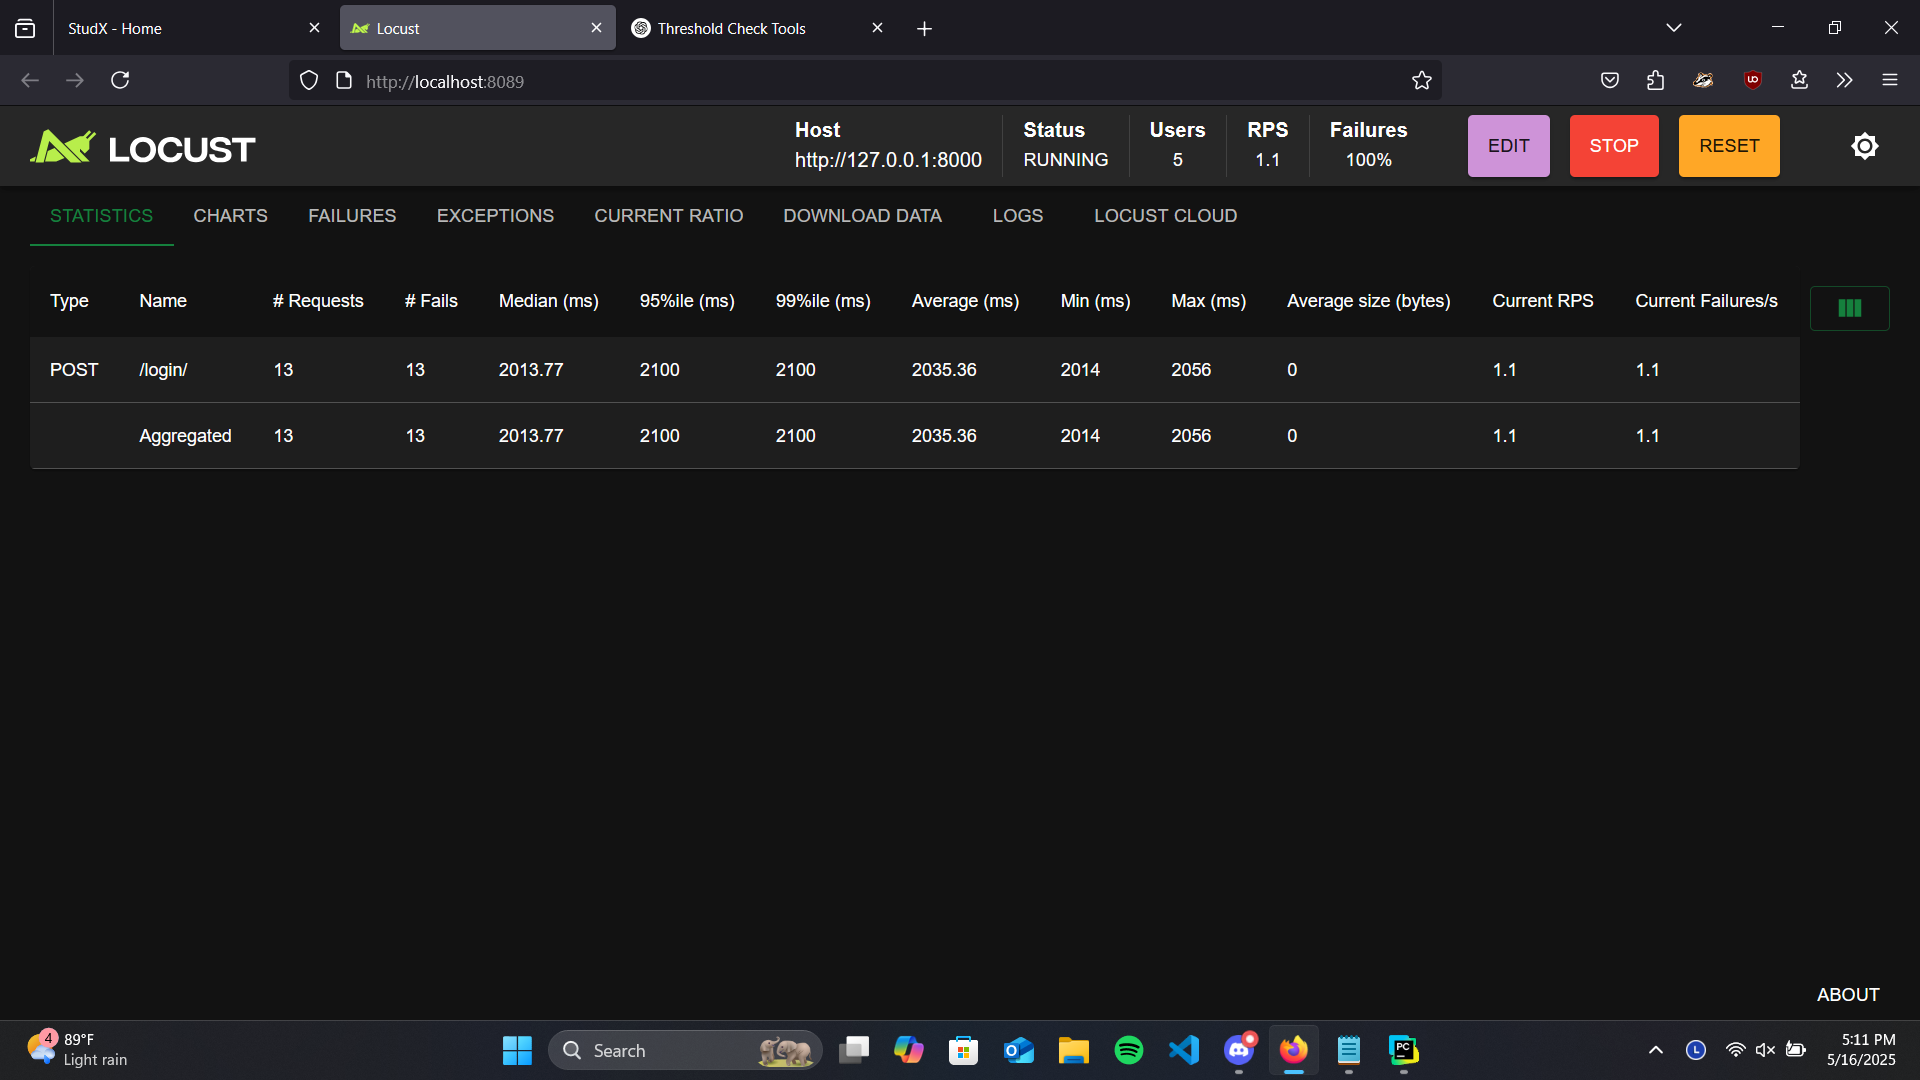 StudX - Home
Locust
Threshold Check Tools
http://localhost:8089
LOCUST
Host
http://127.0.0.1:8000
Status
RUNNING
Users
5
RPS
1.1
Failures
100%
EDIT
STOP
RESET
STATISTICS CHARTS FAILURES EXCEPTIONS CURRENT RATIO DOWNLOAD DATA LOGS LOCUST CLOUD
Type Name # Requests # Fails Median (ms) 95%ile (ms) 99%ile (ms) Average (ms) Min (ms) Max (ms) Average size (bytes) Current RPS Current Failures/s
POST /login/ 13 13 2013.77 2100 2100 2035.36 2014 2056 0 1.1 1.1
Aggregated 13 13 2013.77 2100 2100 2035.36 2014 2056 0 1.1 1.1
ABOUT
4
89°F
Light rain
Search
PC
L
5:11 PM
5/16/2025